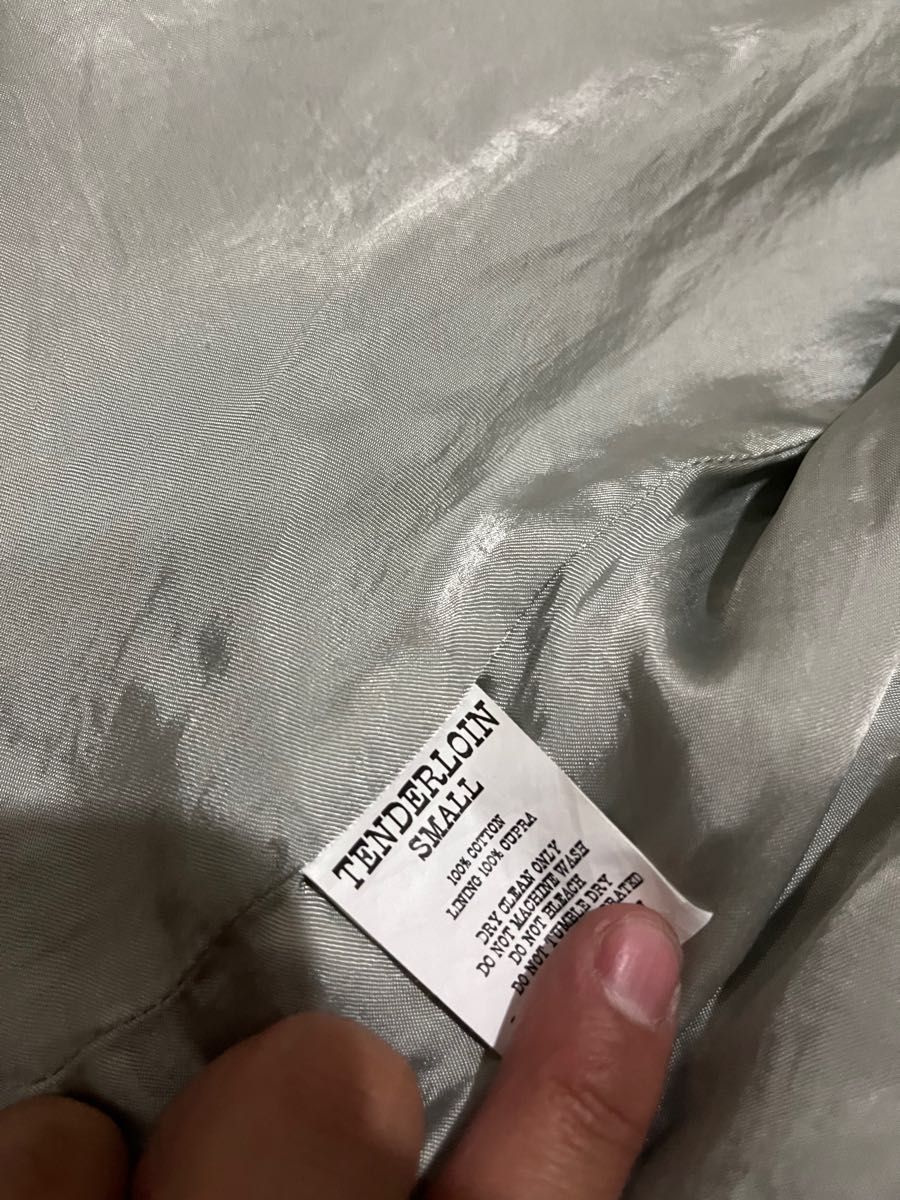 TENDERLOIN
SMALL
100% COTTON
LINING 100% CUPRA
DRY CLEAN ONLY
DO NOT MACHINE WASH
DO NOT BLEACH
DO NOT TUMBLE DRY